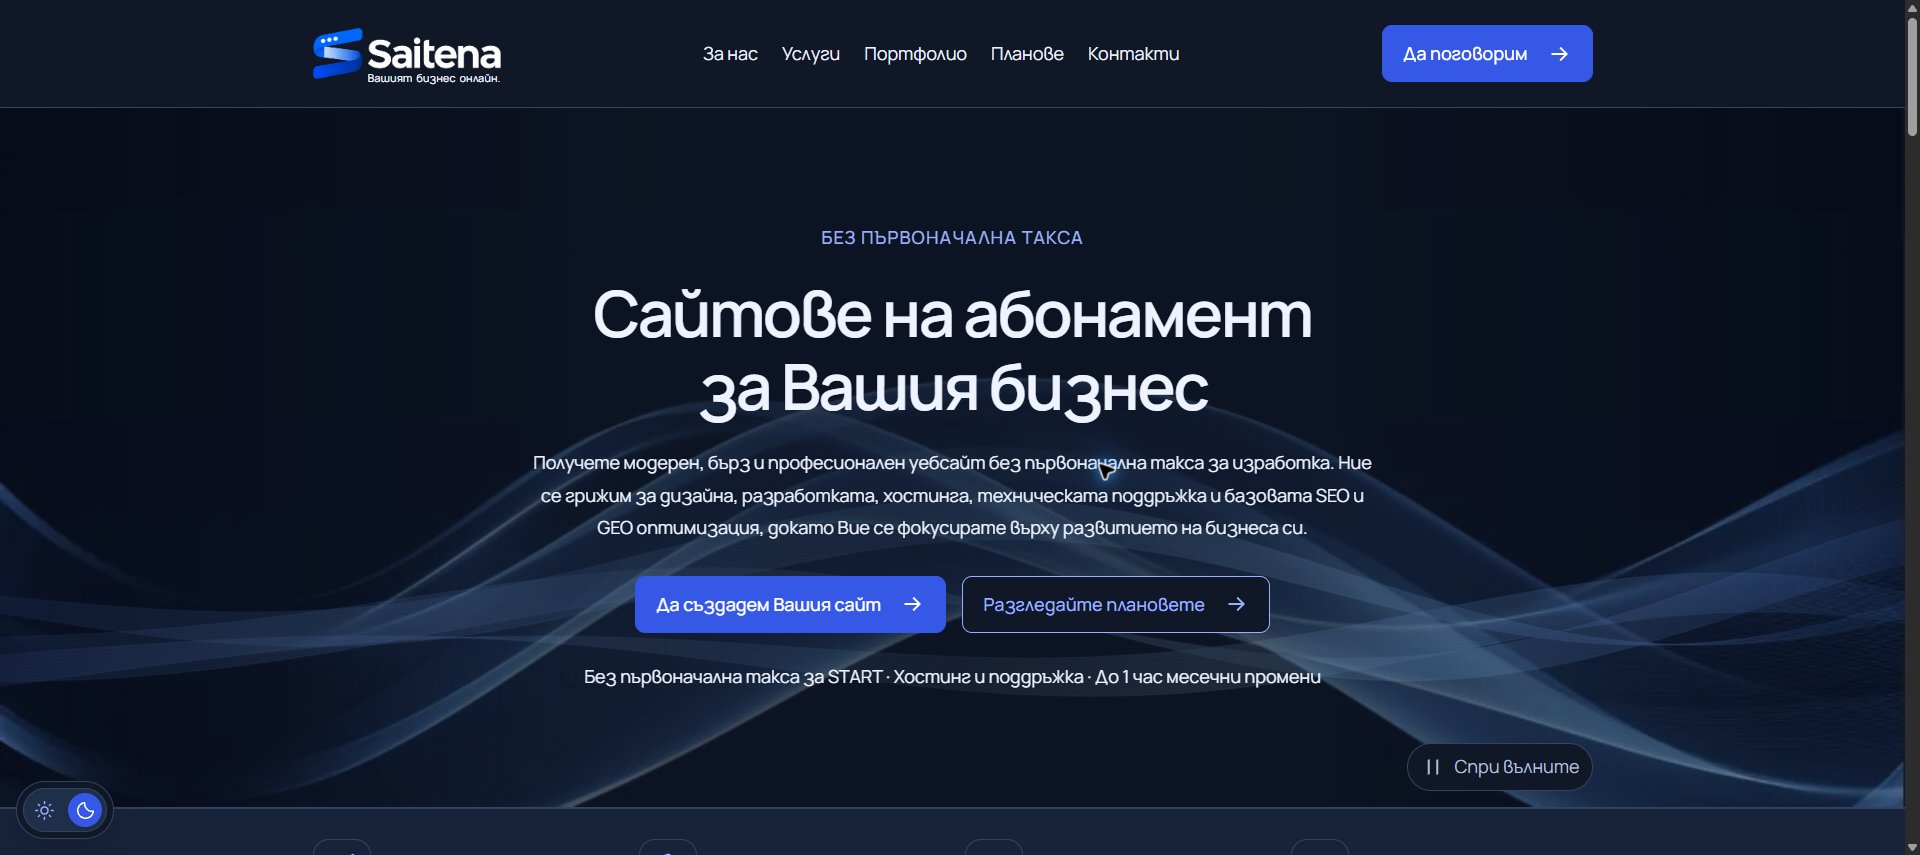 Saitena
Вашият бизнес онлайн.
За нас
Услуги
Портфолио
Планове
Контакти
Да поговорим
БЕЗ ПЪРВОНАЧАЛНА ТАКСА
Сайтове на абонамент
за Вашия бизнес
Получете модерен, бърз и професионален уебсайт без първоначална такса за изработка. Ние
се грижим за дизайна, разработката, хостинга, техническата поддръжка и базовата SEO и
GEO оптимизация, докато Вие се фокусирате върху развитието на бизнеса си.
Да създадем Вашия сайт
Разгледайте плановете
Без първоначална такса за START · Хостинг и поддръжка · До 1 час месечни промени
Спри вълните